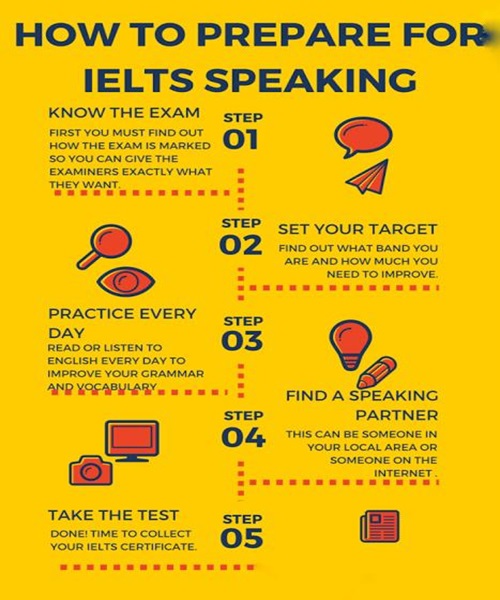 HOW TO PREPARE FOR
IELTS SPEAKING
KNOW THE EXAM
FIRST YOU MUST FIND OUT
HOW THE EXAM IS MARKED
SO YOU CAN GIVE THE
EXAMINERS EXACTLY WHAT
THEY WANT.
STEP
01
STEP
02
SET YOUR TARGET
FIND OUT WHAT BAND YOU
ARE AND HOW MUCH YOU
NEED TO IMPROVE.
PRACTICE EVERY
DAY
READ OR LISTEN TO
ENGLISH EVERY DAY TO
IMPROVE YOUR GRAMMAR
AND VOCABULARY
STEP
03
STEP
04
FIND A SPEAKING
PARTNER
THIS CAN BE SOMEONE IN
YOUR LOCAL AREA OR
SOMEONE ON THE
INTERNET .
TAKE THE TEST
DONE! TIME TO COLLECT
YOUR IELTS CERTIFICATE.
STEP
05